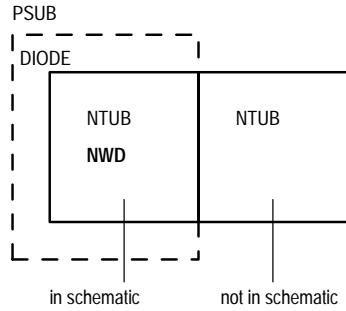 PSUB
DIODE
NTUB NTUB
NWD
in schematic not in schematic